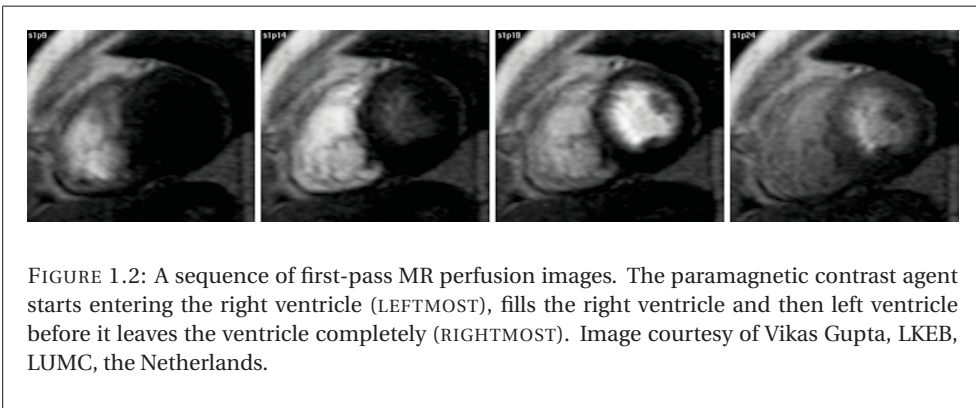 s1p9 s1p14 s1p19 s1p24
FIGURE 1.2: A sequence of first-pass MR perfusion images. The paramagnetic contrast agent
starts entering the right ventricle (LEFTMOST), fills the right ventricle and then left ventricle
before it leaves the ventricle completely (RIGHTMOST). Image courtesy of Vikas Gupta, LKEB,
LUMC, the Netherlands.